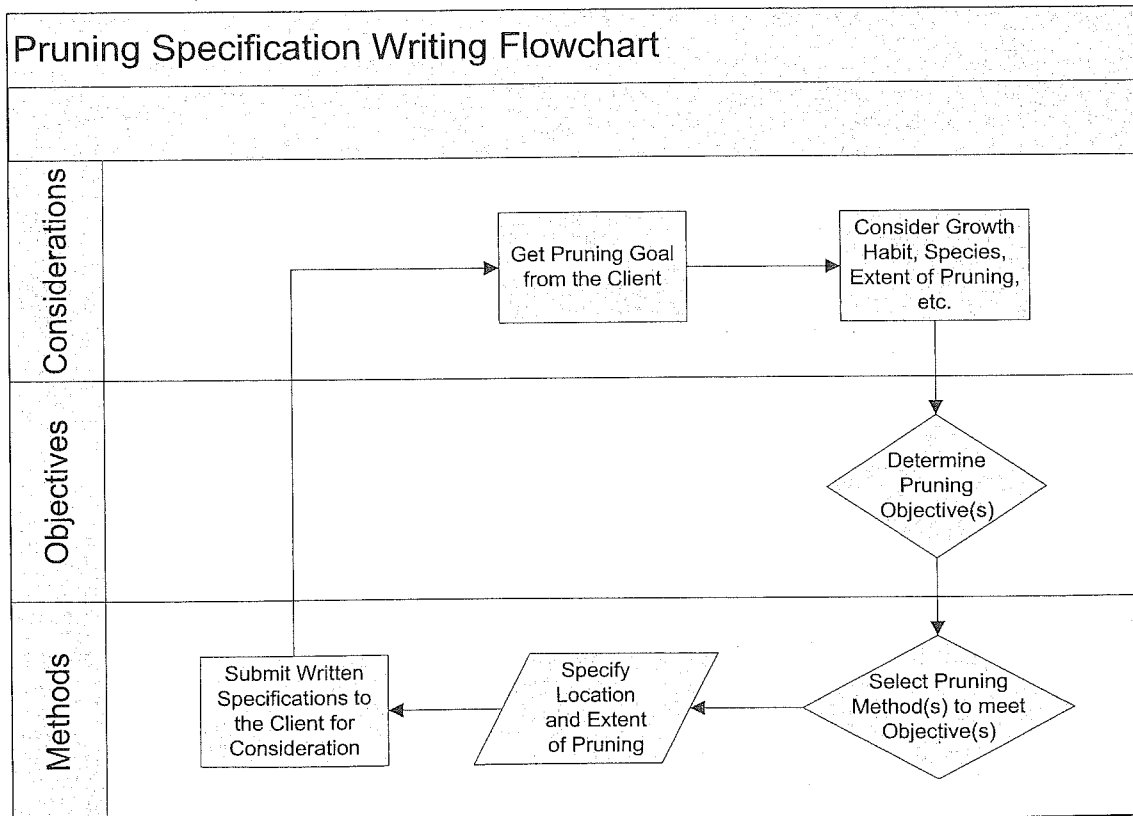 Pruning Specification Writing Flowchart
Considerations
Get Pruning Goal
from the Client
Consider Growth
Habit, Species,
Extent of Pruning,
etc.
Objectives
Determine
Pruning
Objective(s)
Methods
Submit Written
Specifications to
the Client for
Consideration
Specify
Location
and Extent
of Pruning
Select Pruning
Method(s) to meet
Objective(s)